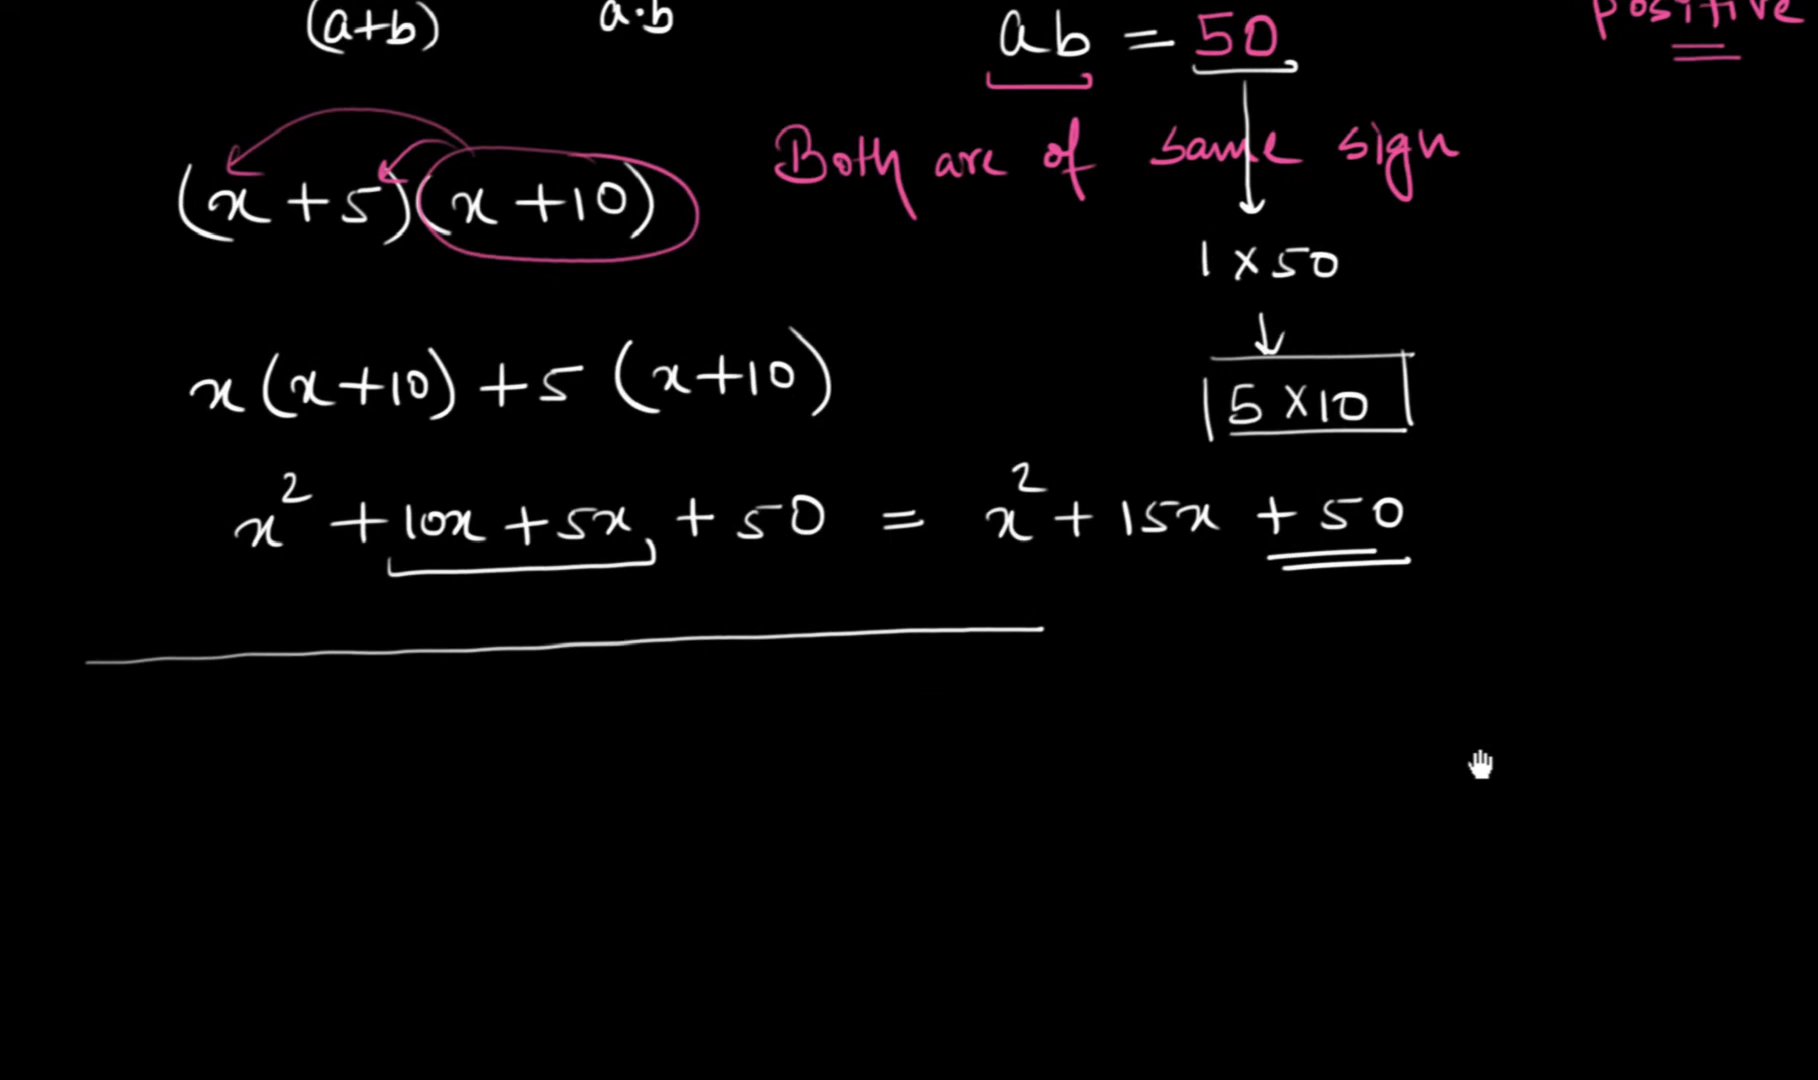 (a+b) a·b ab = 50 positive
Both are of same sign
(x + 5)(x + 10)
1 × 50
x (x + 10) + 5 (x + 10)
5 × 10
x² + 10x + 5x + 50 = x² + 15x + 50